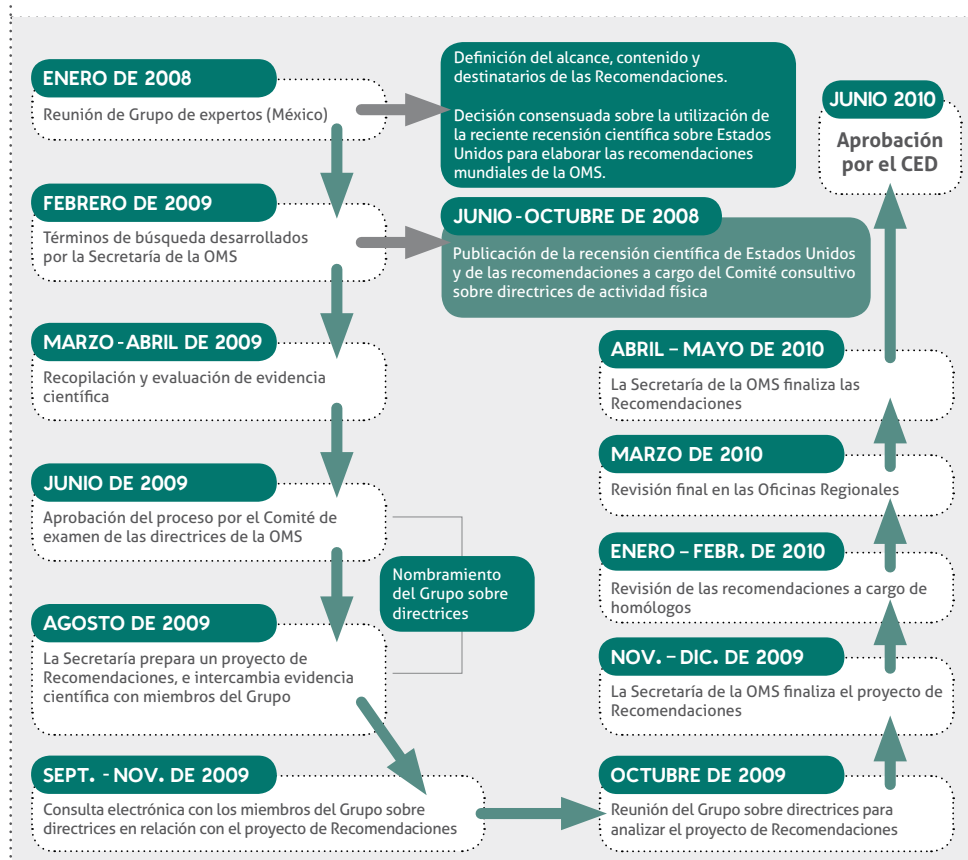 ENERO DE 2008
Reunión de Grupo de expertos (México)
Definición del alcance, contenido y
destinatarios de las Recomendaciones.
Decisión consensuada sobre la utilización de
la reciente recensión científica sobre Estados
Unidos para elaborar las recomendaciones
mundiales de la OMS.
FEBRERO DE 2009
Términos de búsqueda desarrollados
por la Secretaría de la OMS
JUNIO-OCTUBRE DE 2008
Publicación de la recensión científica de Estados Unidos
y de las recomendaciones a cargo del Comité consultivo
sobre directrices de actividad física
MARZO-ABRIL DE 2009
Recopilación y evaluación de evidencia
científica
JUNIO DE 2009
Aprobación del proceso por el Comité de
examen de las directrices de la OMS
Nombramiento
del Grupo sobre
directrices
AGOSTO DE 2009
La Secretaría prepara un proyecto de
Recomendaciones, e intercambia evidencia
científica con miembros del Grupo
SEPT. - NOV. DE 2009
Consulta electrónica con los miembros del Grupo sobre
directrices en relación con el proyecto de Recomendaciones
OCTUBRE DE 2009
Reunión del Grupo sobre directrices para
analizar el proyecto de Recomendaciones
NOV. – DIC. DE 2009
La Secretaría de la OMS finaliza el proyecto de
Recomendaciones
ENERO – FEBR. DE 2010
Revisión de las recomendaciones a cargo de
homólogos
MARZO DE 2010
Revisión final en las Oficinas Regionales
ABRIL – MAYO DE 2010
La Secretaría de la OMS finaliza las
Recomendaciones
JUNIO 2010
Aprobación
por el CED